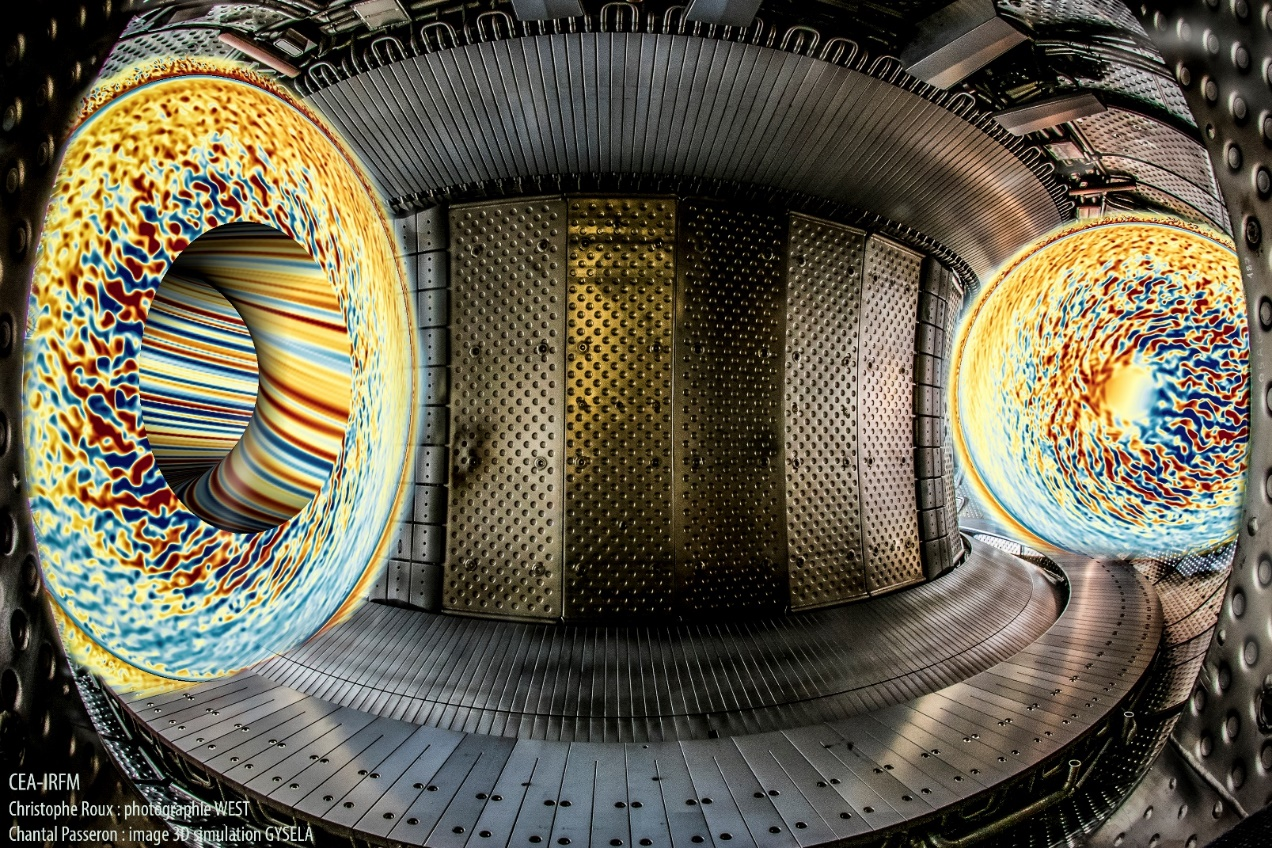 CEA-IRFM
Christophe Roux : photographie WEST
Chantal Passeron : image 3D simulation GYSELA